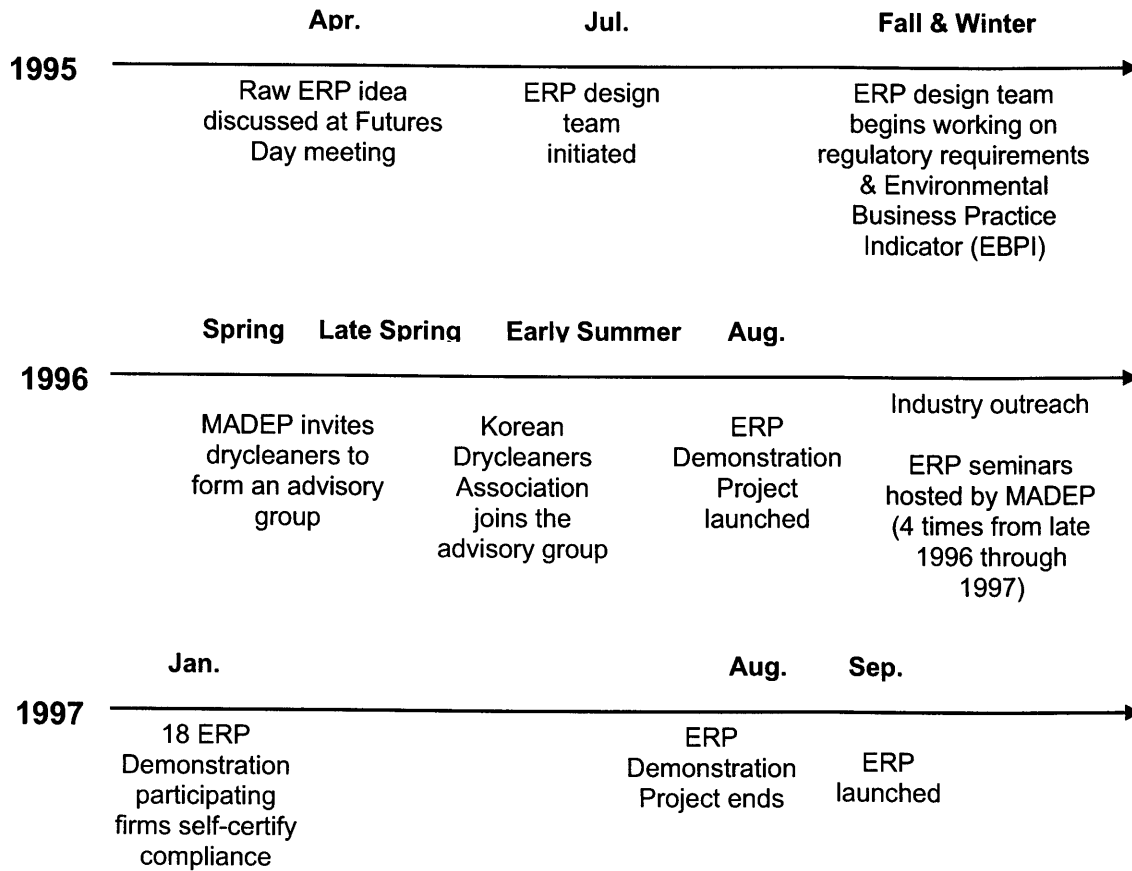 Apr. Jul. Fall & Winter
1995
Raw ERP idea
discussed at Futures
Day meeting
ERP design
team
initiated
ERP design team
begins working on
regulatory requirements
& Environmental
Business Practice
Indicator (EBPI)
Spring Late Spring Early Summer Aug.
1996
MADEP invites
drycleaners to
form an advisory
group
Korean
Drycleaners
Association
joins the
advisory group
ERP
Demonstration
Project
launched
Industry outreach
ERP seminars
hosted by MADEP
(4 times from late
1996 through
1997)
Jan. Aug. Sep.
1997
18 ERP
Demonstration
participating
firms self-certify
compliance
ERP
Demonstration
Project ends
ERP
launched